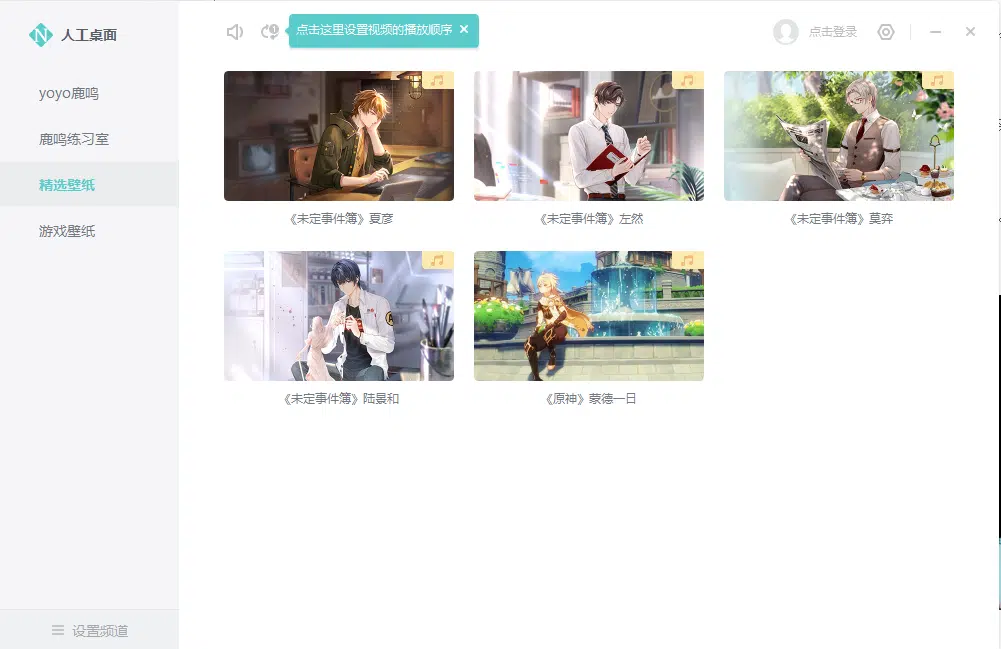 人工桌面
yoyo鹿鸣
鹿鸣练习室
精选壁纸
游戏壁纸
设置频道
点击这里设置视频的播放顺序
点击登录
《未定事件簿》夏彦
《未定事件簿》左然
《未定事件簿》莫弈
《未定事件簿》陆景和
《原神》蒙德一日